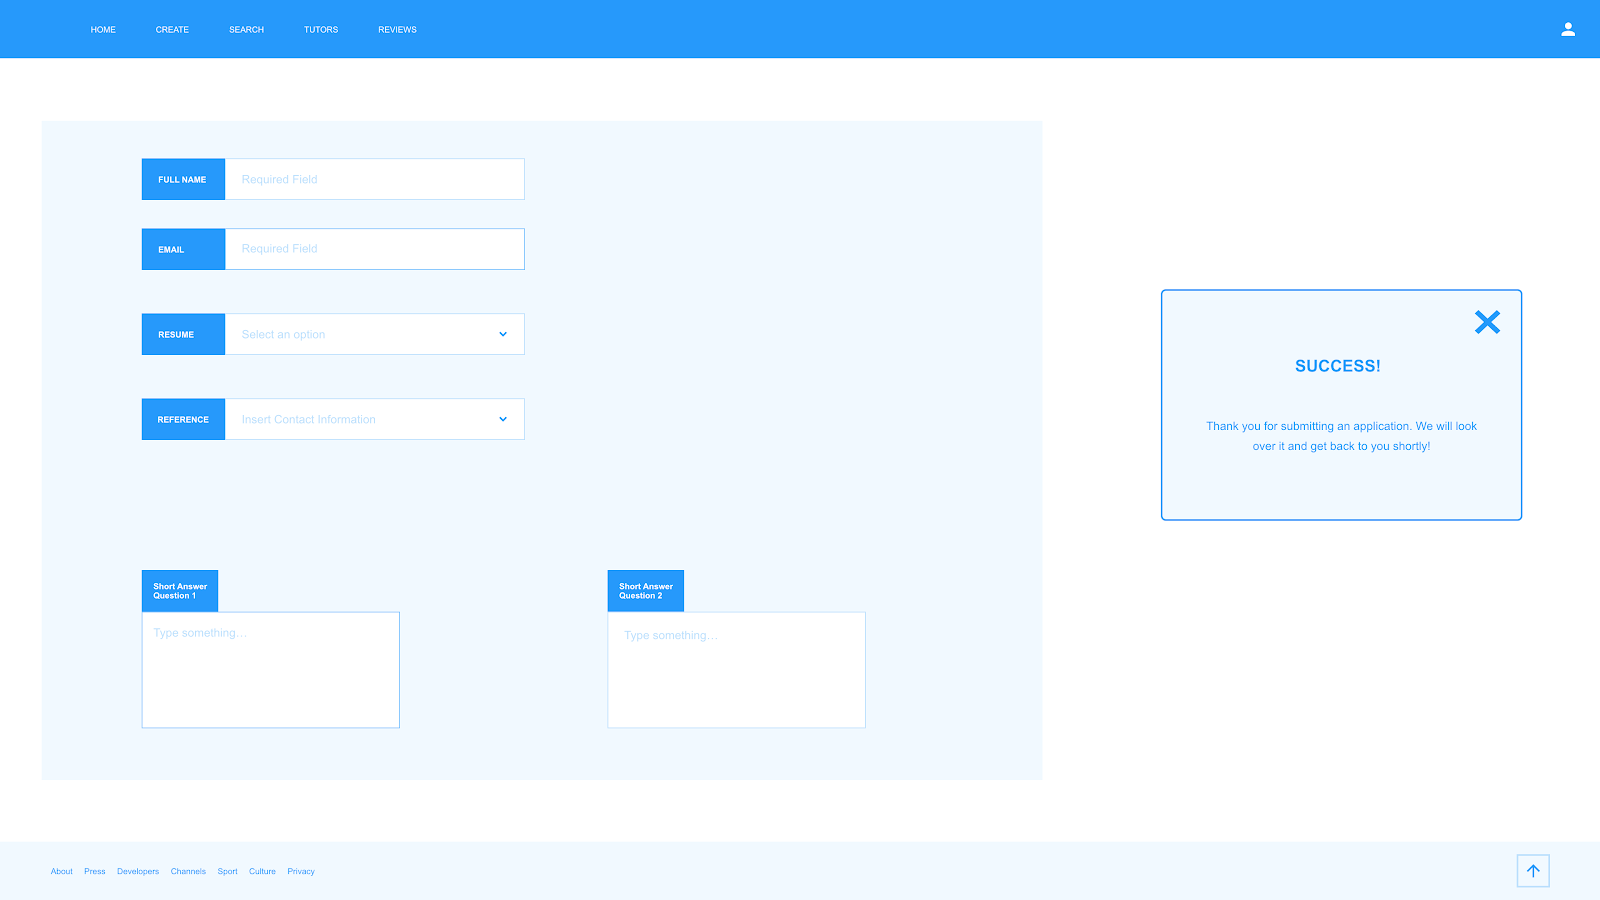 HOME CREATE SEARCH TUTORS REVIEWS
FULL NAME Required Field
EMAIL Required Field
RESUME Select an option
REFERENCE Insert Contact Information
Short Answer
Question 1
Type something...
Short Answer
Question 2
Type something...
SUCCESS!
Thank you for submitting an application. We will look
over it and get back to you shortly!
About Press Developers Channels Sport Culture Privacy